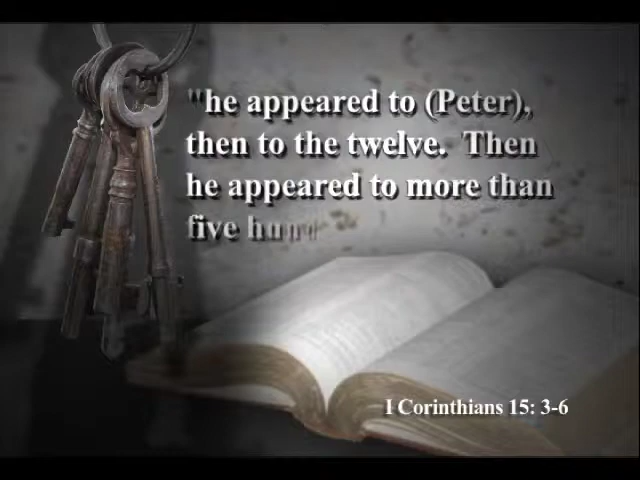 "he appeared to (Peter),
then to the twelve. Then
he appeared to more than
five hund
I Corinthians 15: 3-6